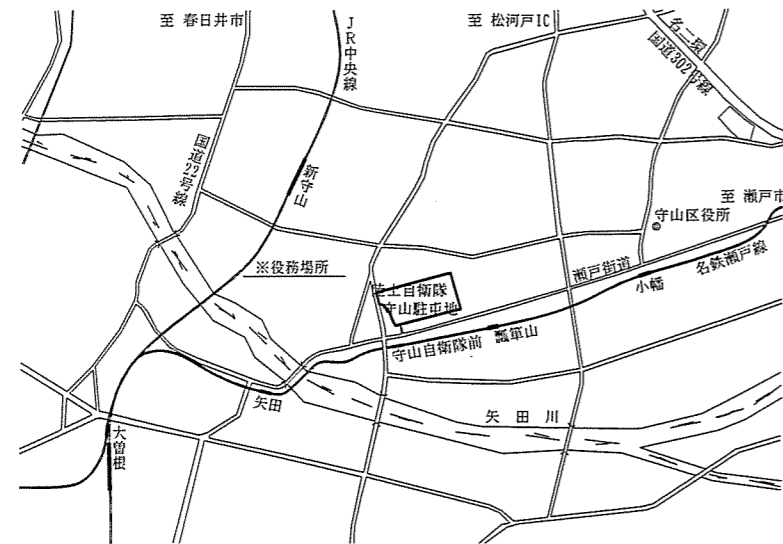 至 春日井市
JR中央線
至 松河戸IC
名二環
国道302号線
国道22号線
新守山
至 瀬戸市
守山区役所
※役務場所
陸上自衛隊
守山駐屯地
瀬戸街道
名鉄瀬戸線
小幡
守山自衛隊前
瓢箪山
矢田
矢田川
大曽根